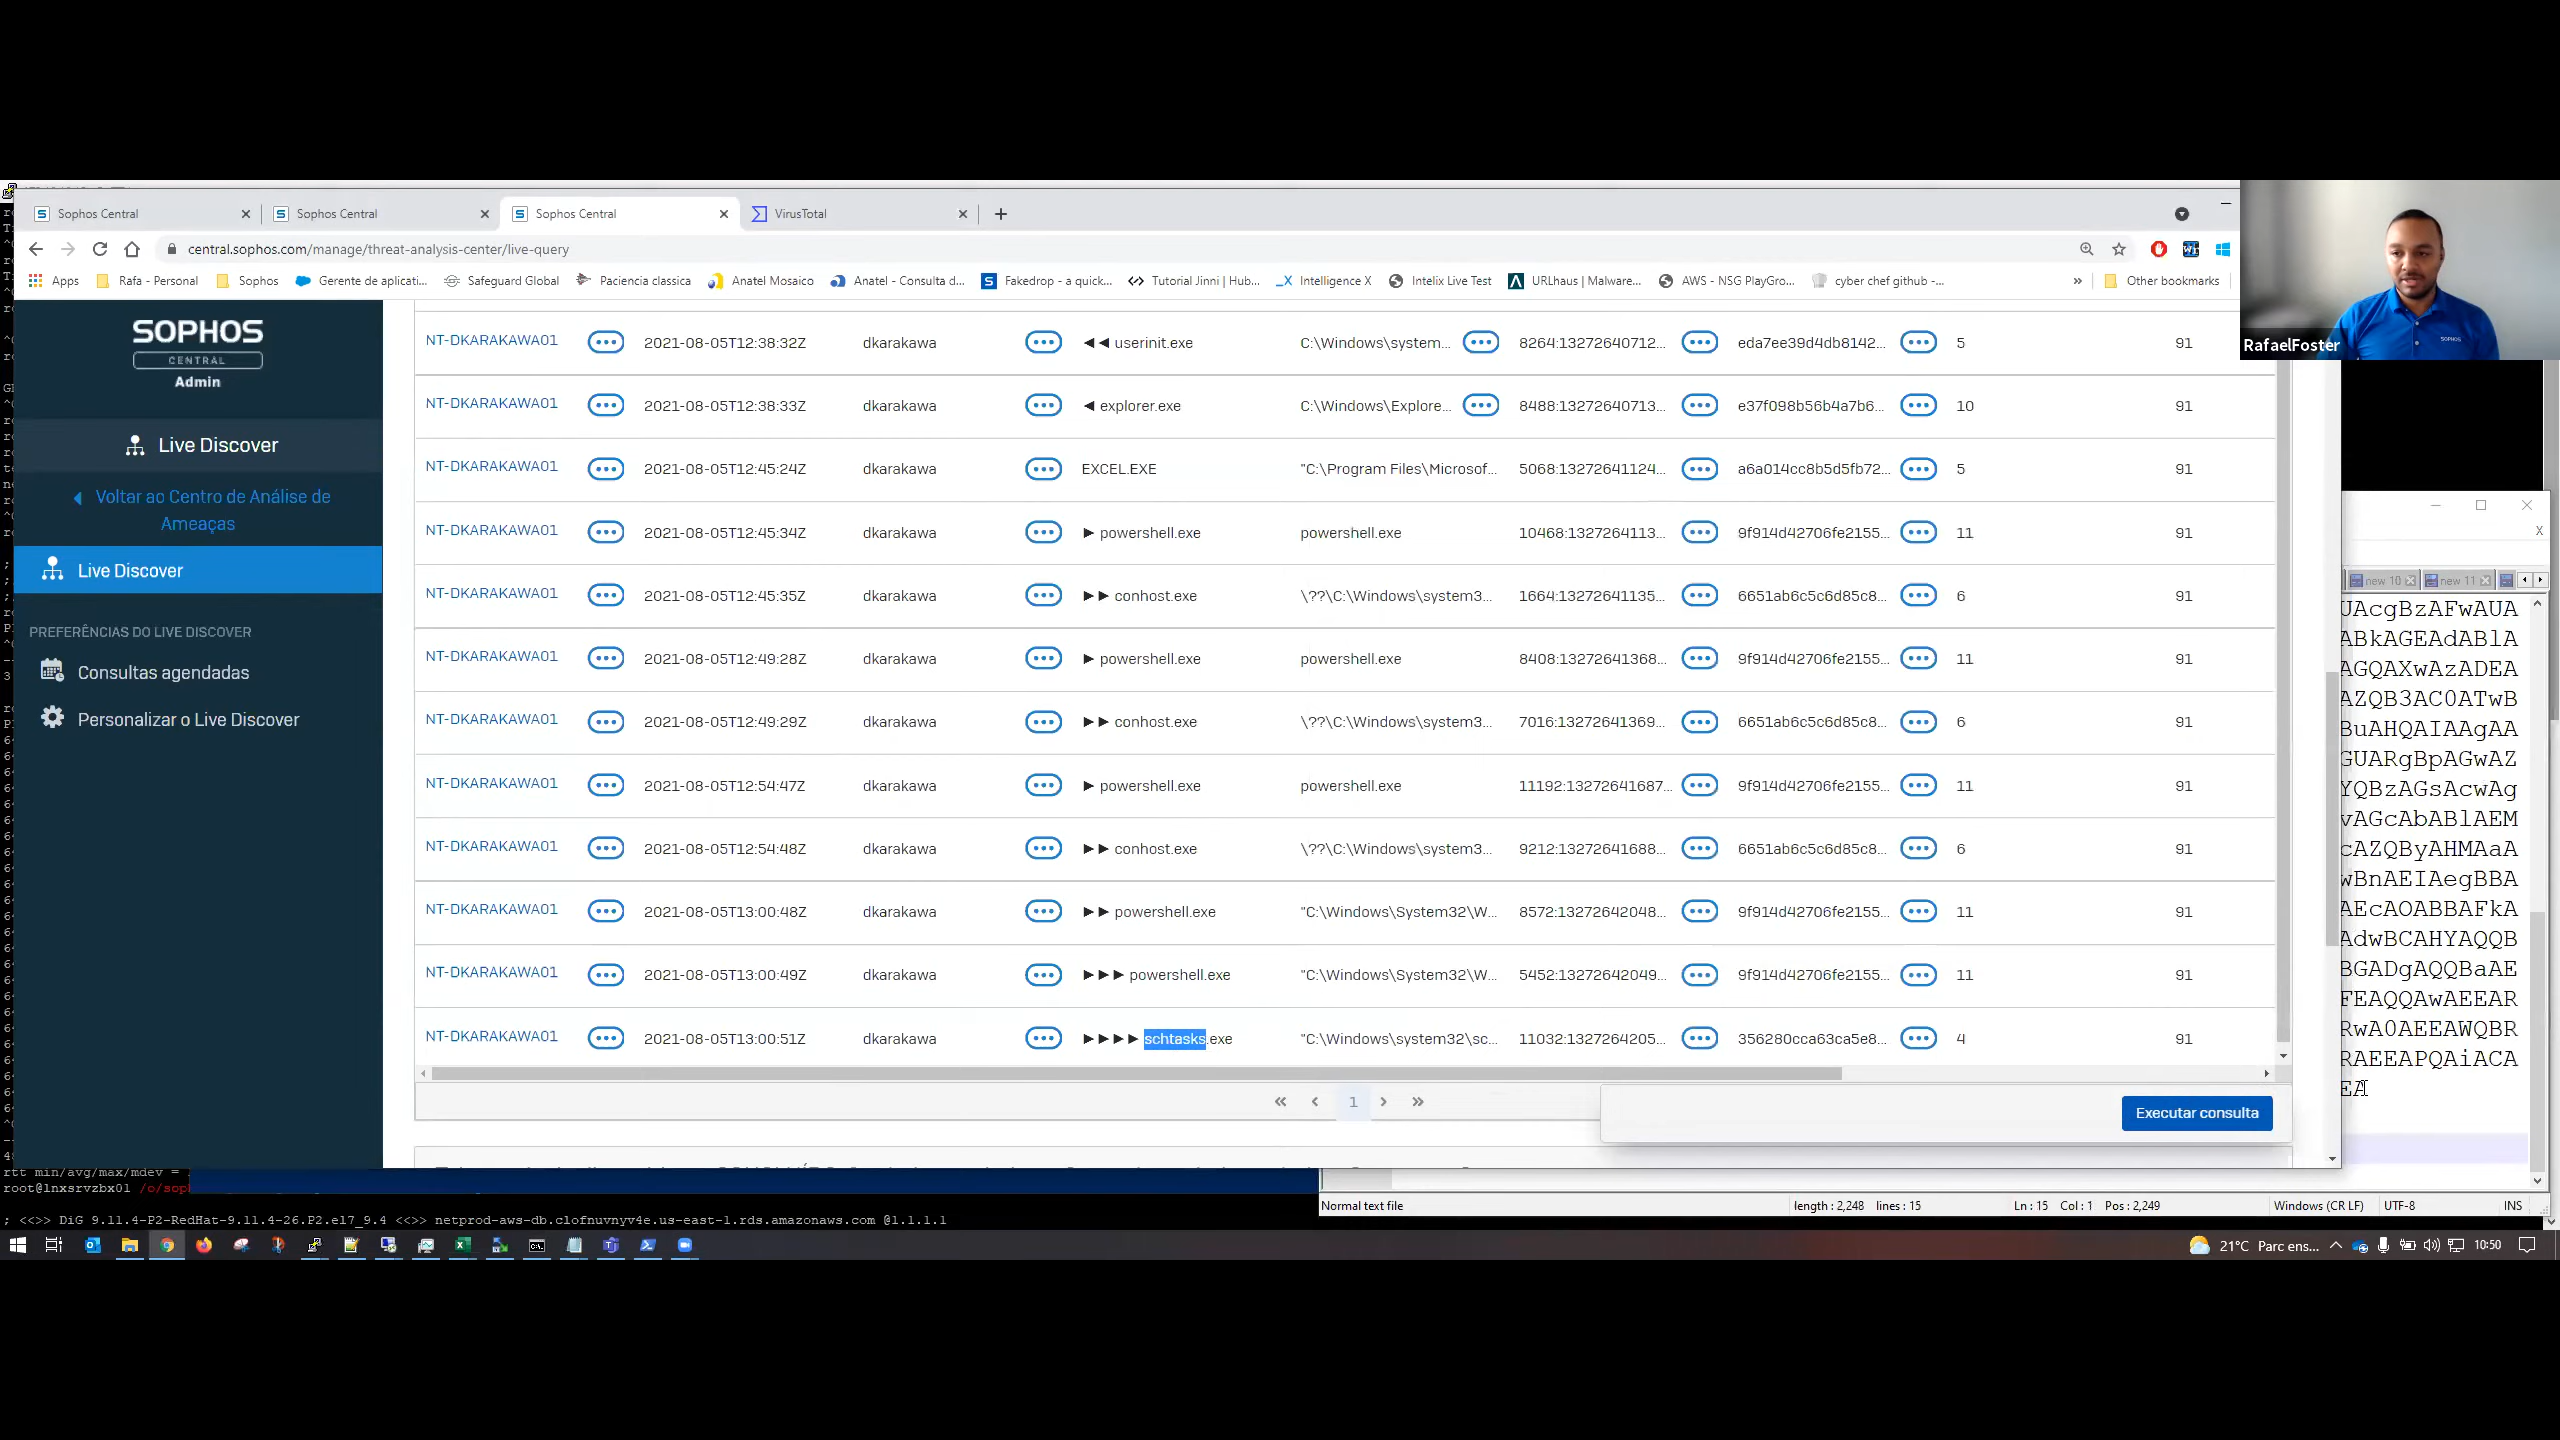 Sophos Central
Sophos Central
Sophos Central
VirusTotal
central.sophos.com/manage/threat-analysis-center/live-query
Apps
Rafa - Personal
Sophos
Gerente de aplicati...
Safeguard Global
Paciencia classica
Anatel Mosaico
Anatel - Consulta d...
Fakedrop - a quick...
Tutorial Jinni | Hub...
Intelligence X
Intelix Live Test
URLhaus | Malware...
AWS - NSG PlayGro...
cyber chef github -...
»
Other bookmarks
RafaelFoster
SOPHOS
CENTRAL
Admin
Live Discover
Voltar ao Centro de Análise de
Ameaças
Live Discover
PREFERÊNCIAS DO LIVE DISCOVER
Consultas agendadas
Personalizar o Live Discover
NT-DKARAKAWA01 ••• 2021-08-05T12:38:32Z dkarakawa ••• ◄◄ userinit.exe C:\Windows\system... ••• 8264:13272640712... ••• eda7ee39d4db8142... ••• 5 91
NT-DKARAKAWA01 ••• 2021-08-05T12:38:33Z dkarakawa ••• ◄ explorer.exe C:\Windows\Explore... ••• 8488:13272640713... ••• e37f098b56b4a7b6... ••• 10 91
NT-DKARAKAWA01 ••• 2021-08-05T12:45:24Z dkarakawa ••• EXCEL.EXE "C:\Program Files\Microsof... 5068:13272641124... ••• a6a014cc8b5d5fb72... ••• 5 91
NT-DKARAKAWA01 ••• 2021-08-05T12:45:34Z dkarakawa ••• ► powershell.exe powershell.exe 10468:1327264113... ••• 9f914d42706fe2155... ••• 11 91
NT-DKARAKAWA01 ••• 2021-08-05T12:45:35Z dkarakawa ••• ►► conhost.exe \??\C:\Windows\system3... 1664:13272641135... ••• 6651ab6c5c6d85c8... ••• 6 91
NT-DKARAKAWA01 ••• 2021-08-05T12:49:28Z dkarakawa ••• ► powershell.exe powershell.exe 8408:13272641368... ••• 9f914d42706fe2155... ••• 11 91
NT-DKARAKAWA01 ••• 2021-08-05T12:49:29Z dkarakawa ••• ►► conhost.exe \??\C:\Windows\system3... 7016:13272641369... ••• 6651ab6c5c6d85c8... ••• 6 91
NT-DKARAKAWA01 ••• 2021-08-05T12:54:47Z dkarakawa ••• ► powershell.exe powershell.exe 11192:13272641687... ••• 9f914d42706fe2155... ••• 11 91
NT-DKARAKAWA01 ••• 2021-08-05T12:54:48Z dkarakawa ••• ►► conhost.exe \??\C:\Windows\system3... 9212:13272641688... ••• 6651ab6c5c6d85c8... ••• 6 91
NT-DKARAKAWA01 ••• 2021-08-05T13:00:48Z dkarakawa ••• ►► powershell.exe "C:\Windows\System32\W... 8572:13272642048... ••• 9f914d42706fe2155... ••• 11 91
NT-DKARAKAWA01 ••• 2021-08-05T13:00:49Z dkarakawa ••• ►►► powershell.exe "C:\Windows\System32\W... 5452:13272642049... ••• 9f914d42706fe2155... ••• 11 91
NT-DKARAKAWA01 ••• 2021-08-05T13:00:51Z dkarakawa ••• ►►►► schtasks.exe "C:\Windows\system32\sc... 11032:1327264205... ••• 356280cca63ca5e8... ••• 4 91
« ‹ 1 › »
Executar consulta
new 10
new 11
UAcgBzAFwAUA
ABkAGEAdABlA
AGQAXwAzADEA
AZQB3AC0ATwB
BuAHQAIAAgAA
GUARgBpAGwAZ
YQBzAGsAcwAg
vAGcAbABlAEM
cAZQByAHMAaA
wBnAEIAegBBA
AEcAOABBAFkA
AdwBCAHYAQQB
BGADgAQQBaAE
FEAQQAwAEEAR
RwA0AEEAWQBR
RAEEAPQAiACA
EA
rtt min/avg/max/mdev =
root@lnxsrvzbx01 /o/soph
; <<>> DiG 9.11.4-P2-RedHat-9.11.4-26.P2.el7_9.4 <<>> netprod-aws-db.clofnuvnyv4e.us-east-1.rds.amazonaws.com @1.1.1.1
Normal text file
length : 2,248 lines : 15
Ln : 15 Col : 1 Pos : 2,249
Windows (CR LF)
UTF-8
INS
21°C Parc ens...
10:50